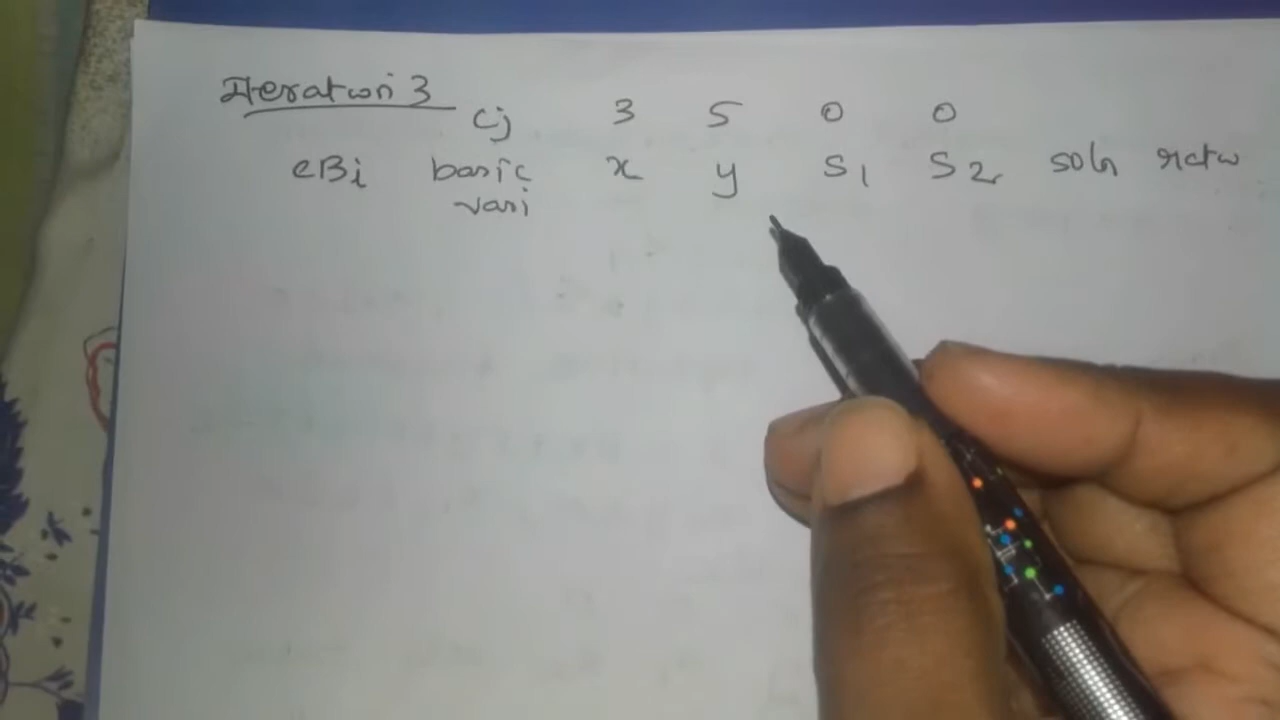 Iteration 3
Cj 3 5 0 0
CBi basic x y S1 S2 soln ratio
vari